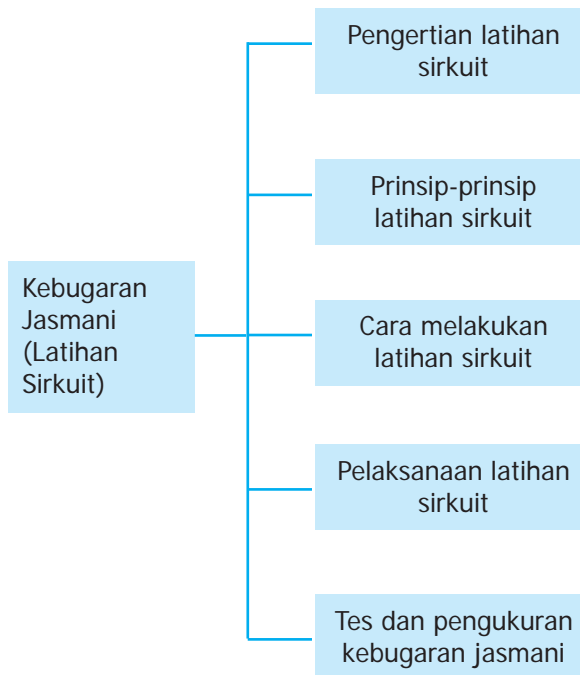 Pengertian latihan
sirkuit
Prinsip-prinsip
latihan sirkuit
Kebugaran
Jasmani
(Latihan
Sirkuit)
Cara melakukan
latihan sirkuit
Pelaksanaan latihan
sirkuit
Tes dan pengukuran
kebugaran jasmani